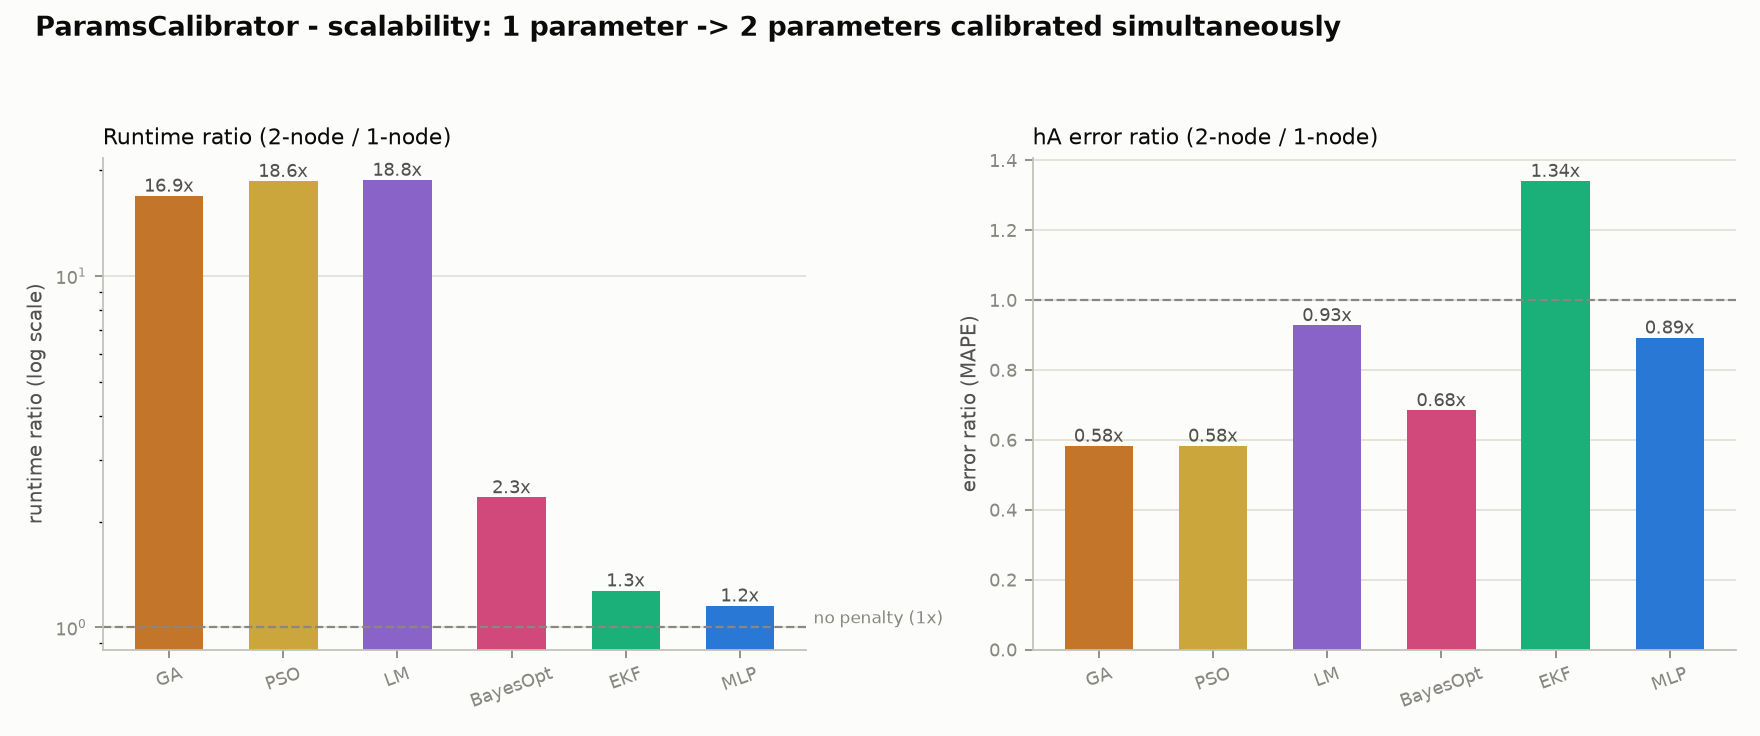 ParamsCalibrator - scalability: 1 parameter -> 2 parameters calibrated simultaneously
Runtime ratio (2-node / 1-node)
runtime ratio (log scale)
10¹
10⁰
16.9x
18.6x
18.8x
2.3x
1.3x
1.2x
no penalty (1x)
GA
PSO
LM
BayesOpt
EKF
MLP
hA error ratio (2-node / 1-node)
error ratio (MAPE)
1.4
1.2
1.0
0.8
0.6
0.4
0.2
0.0
0.58x
0.58x
0.93x
0.68x
1.34x
0.89x
GA
PSO
LM
BayesOpt
EKF
MLP